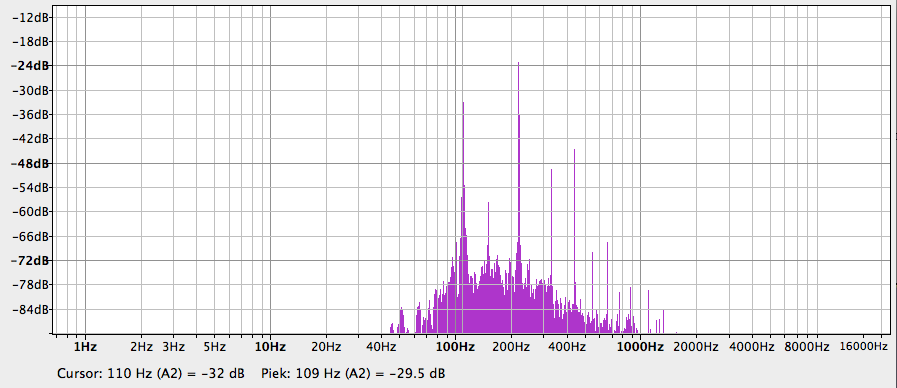 −12dB
−18dB
−24dB
−30dB
−36dB
−42dB
−48dB
−54dB
−60dB
−66dB
−72dB
−78dB
−84dB
1Hz 2Hz 3Hz 5Hz 10Hz 20Hz 40Hz 100Hz 200Hz 400Hz 1000Hz 2000Hz 4000Hz 8000Hz 16000Hz
Cursor: 110 Hz (A2) = −32 dB Piek: 109 Hz (A2) = −29.5 dB